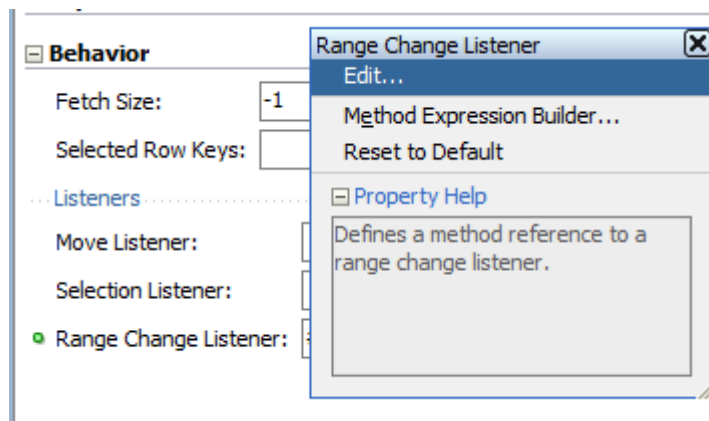 Behavior
Fetch Size: -1
Selected Row Keys:
Listeners
Move Listener:
Selection Listener:
Range Change Listener:
Range Change Listener
Edit...
Method Expression Builder...
Reset to Default
Property Help
Defines a method reference to a
range change listener.